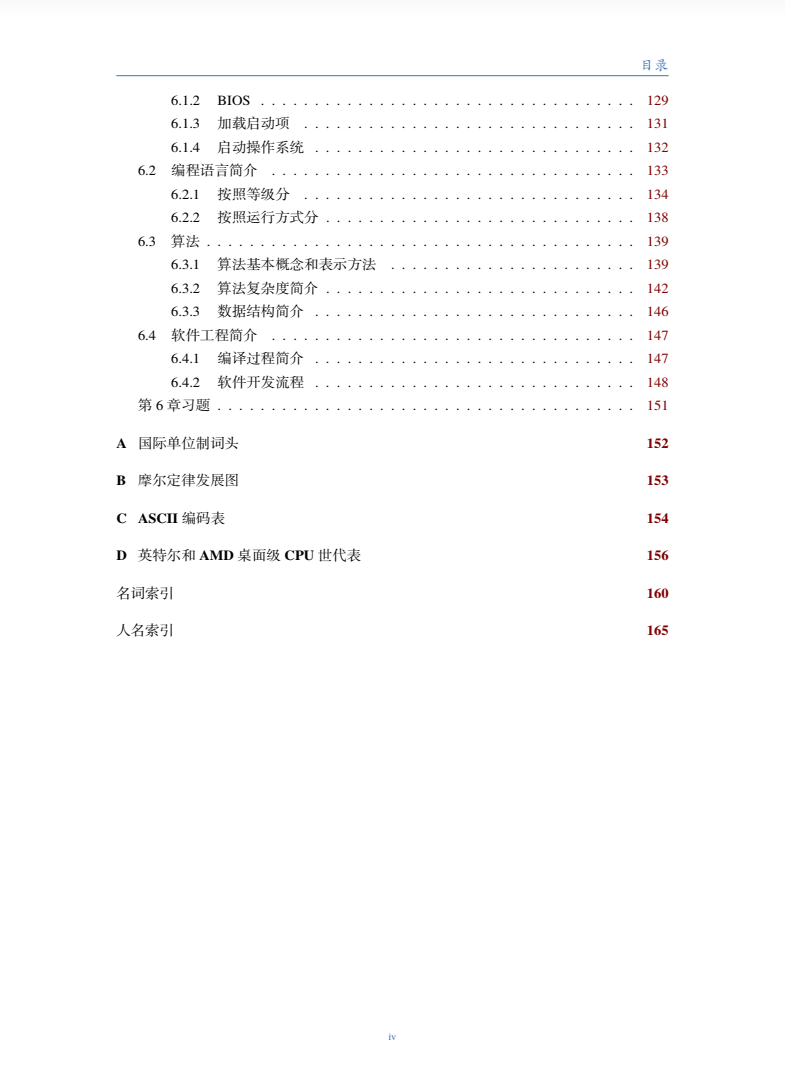 目录
6.1.2 BIOS . . . . . . . . . . . . . . . . . . . . . . . . . . . . . . . . . . . 129
6.1.3 加载启动项 . . . . . . . . . . . . . . . . . . . . . . . . . . . . . . . 131
6.1.4 启动操作系统 . . . . . . . . . . . . . . . . . . . . . . . . . . . . . . 132
6.2 编程语言简介 . . . . . . . . . . . . . . . . . . . . . . . . . . . . . . . . . . 133
6.2.1 按照等级分 . . . . . . . . . . . . . . . . . . . . . . . . . . . . . . . 134
6.2.2 按照运行方式分 . . . . . . . . . . . . . . . . . . . . . . . . . . . . . 138
6.3 算法 . . . . . . . . . . . . . . . . . . . . . . . . . . . . . . . . . . . . . . . . 139
6.3.1 算法基本概念和表示方法 . . . . . . . . . . . . . . . . . . . . . . . 139
6.3.2 算法复杂度简介 . . . . . . . . . . . . . . . . . . . . . . . . . . . . . 142
6.3.3 数据结构简介 . . . . . . . . . . . . . . . . . . . . . . . . . . . . . . 146
6.4 软件工程简介 . . . . . . . . . . . . . . . . . . . . . . . . . . . . . . . . . . 147
6.4.1 编译过程简介 . . . . . . . . . . . . . . . . . . . . . . . . . . . . . . 147
6.4.2 软件开发流程 . . . . . . . . . . . . . . . . . . . . . . . . . . . . . . 148
第 6 章习题 . . . . . . . . . . . . . . . . . . . . . . . . . . . . . . . . . . . . . . . 151
A 国际单位制词头 152
B 摩尔定律发展图 153
C ASCII 编码表 154
D 英特尔和 AMD 桌面级 CPU 世代表 156
名词索引 160
人名索引 165
iv